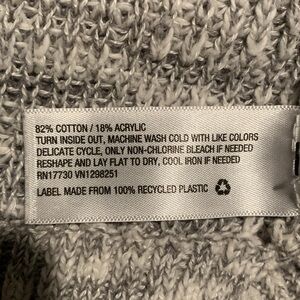 82% COTTON / 18% ACRYLIC
TURN INSIDE OUT, MACHINE WASH COLD WITH LIKE COLORS
DELICATE CYCLE, ONLY NON-CHLORINE BLEACH IF NEEDED
RESHAPE AND LAY FLAT TO DRY, COOL IRON IF NEEDED
RN17730 VN1298251
LABEL MADE FROM 100% RECYCLED PLASTIC